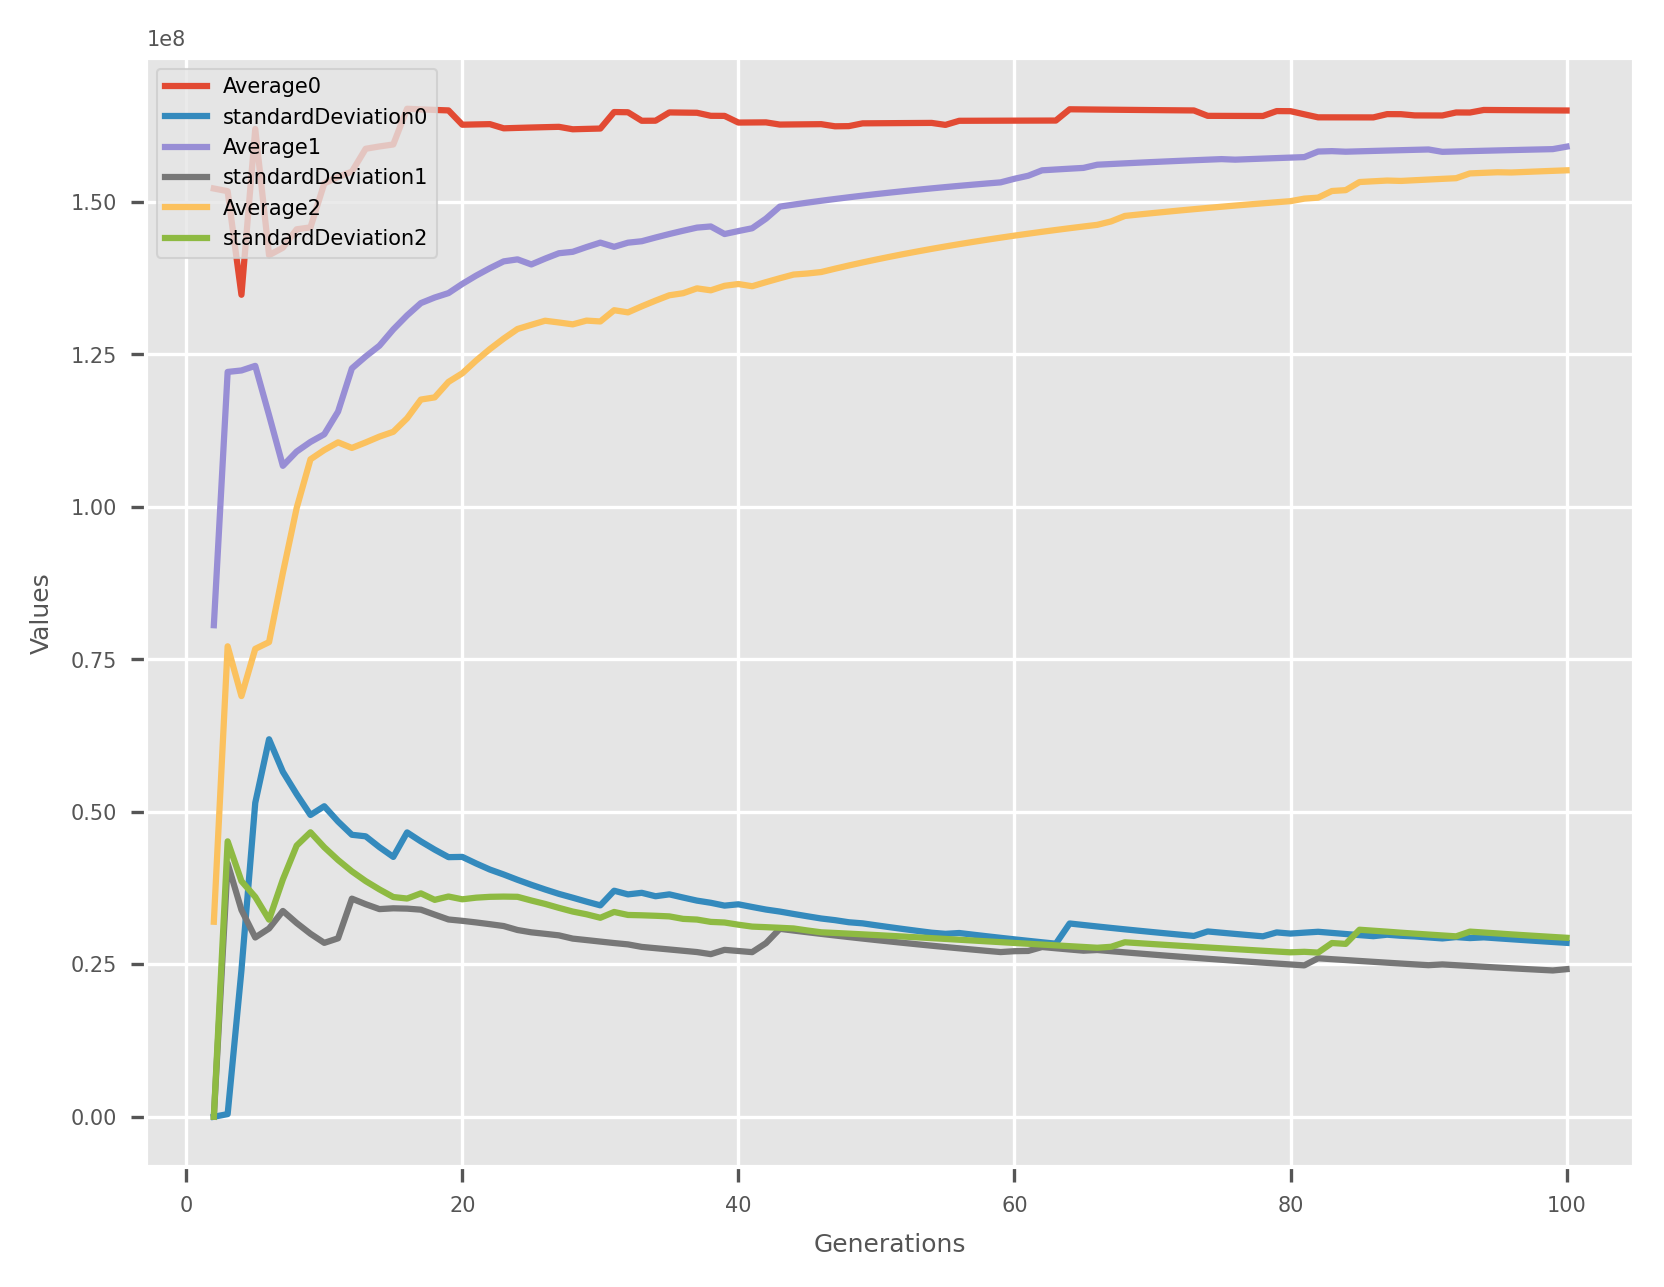 1e8
Average0
standardDeviation0
Average1
standardDeviation1
Average2
standardDeviation2
1.50
1.25
1.00
0.75
0.50
0.25
0.00
Values
0 20 40 60 80 100
Generations